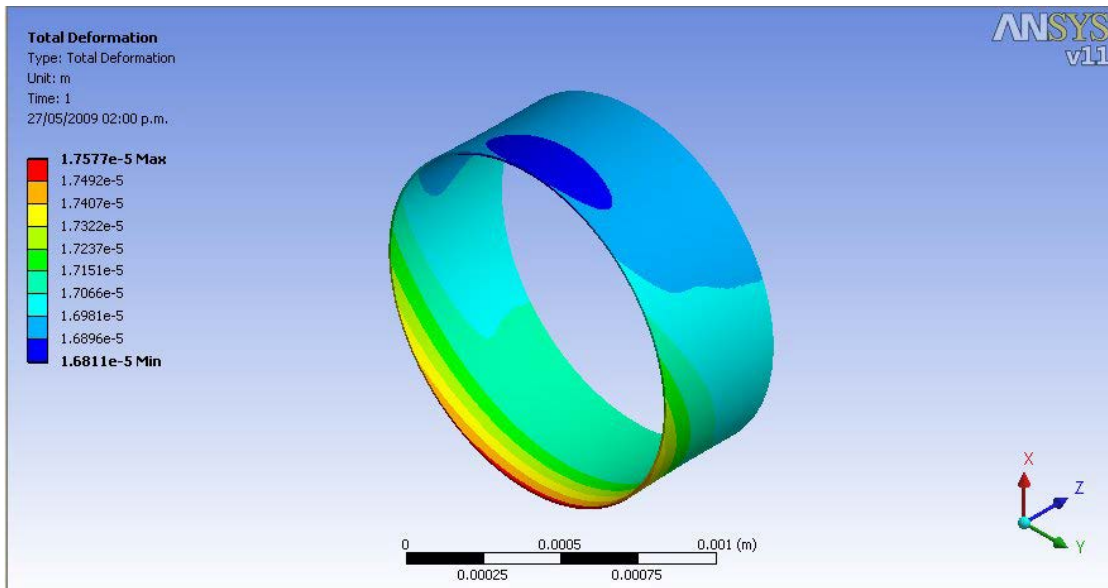 Total Deformation
Type: Total Deformation
Unit: m
Time: 1
27/05/2009 02:00 p.m.
ANSYS
v11
1.7577e-5 Max
1.7492e-5
1.7407e-5
1.7322e-5
1.7237e-5
1.7151e-5
1.7066e-5
1.6981e-5
1.6896e-5
1.6811e-5 Min
X
Z
Y
0 0.0005 0.001 (m)
0.00025 0.00075